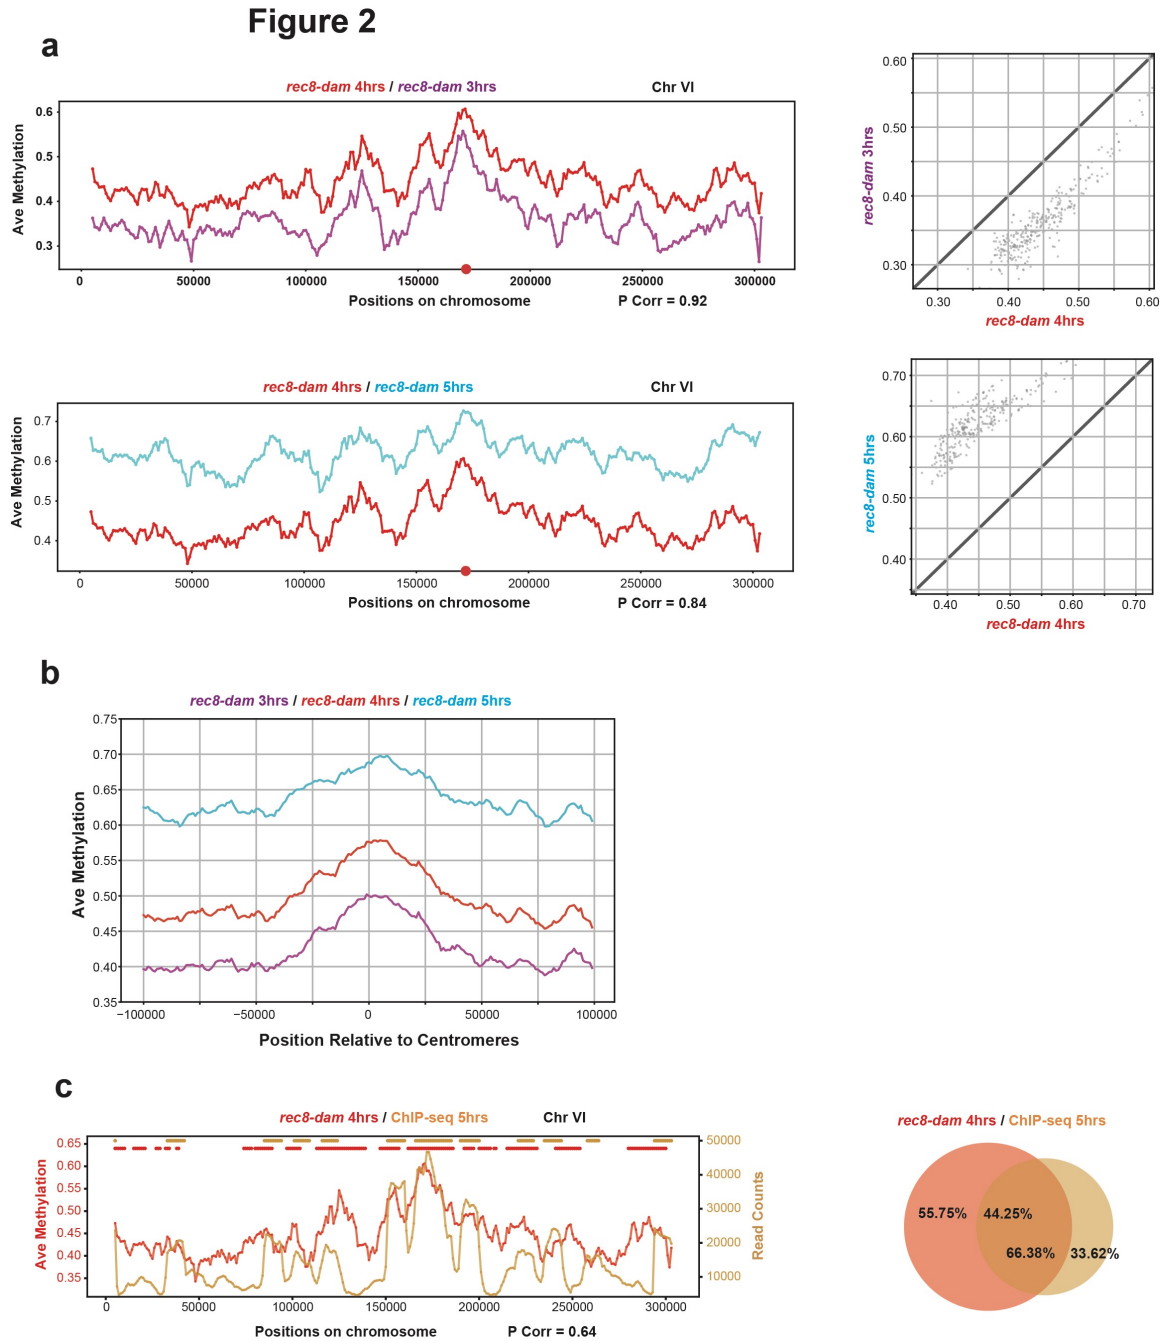 Figure 2
a
rec8-dam 4hrs / rec8-dam 3hrs
Chr VI
Ave Methylation
0.6
0.5
0.4
0.3
0 50000 100000 150000 200000 250000 300000
Positions on chromosome
P Corr = 0.92
rec8-dam 3hrs
0.60
0.50
0.40
0.30
0.30 0.40 0.50 0.60
rec8-dam 4hrs
rec8-dam 4hrs / rec8-dam 5hrs
Chr VI
Ave Methylation
0.7
0.6
0.5
0.4
0 50000 100000 150000 200000 250000 300000
Positions on chromosome
P Corr = 0.84
rec8-dam 5hrs
0.70
0.60
0.50
0.40
0.40 0.50 0.60 0.70
rec8-dam 4hrs
b
rec8-dam 3hrs / rec8-dam 4hrs / rec8-dam 5hrs
Ave Methylation
0.75
0.70
0.65
0.60
0.55
0.50
0.45
0.40
0.35
−100000 −50000 0 50000 100000
Position Relative to Centromeres
c
rec8-dam 4hrs / ChIP-seq 5hrs
Chr VI
Ave Methylation
0.65
0.60
0.55
0.50
0.45
0.40
0.35
50000
40000
30000
20000
10000
Read Counts
0 50000 100000 150000 200000 250000 300000
Positions on chromosome
P Corr = 0.64
rec8-dam 4hrs / ChIP-seq 5hrs
55.75% 44.25%
66.38% 33.62%